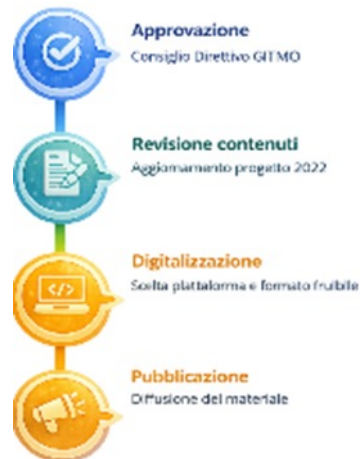 Approvazione
Consiglio Direttivo GITMO
Revisione contenuti
Aggiornamento progetto 2022
Digitalizzazione
Scelta piattaforma e formato fruibile
Pubblicazione
Diffusione del materiale